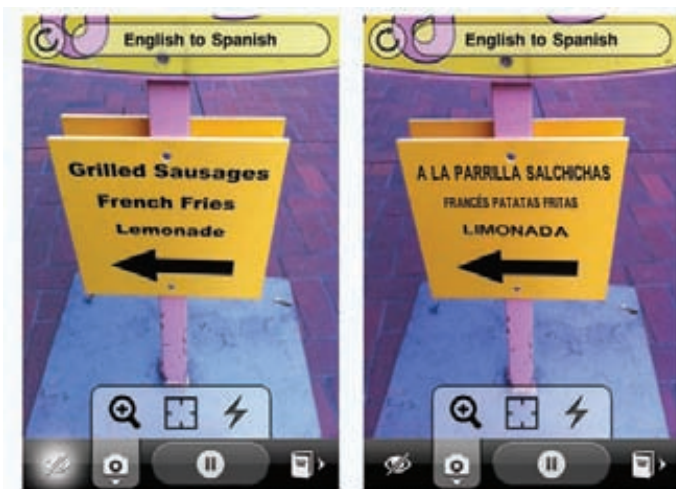 English to Spanish
Grilled Sausages
French Fries
Lemonade
English to Spanish
A LA PARRILLA SALCHICHAS
FRANCÉS PATATAS FRITAS
LIMONADA